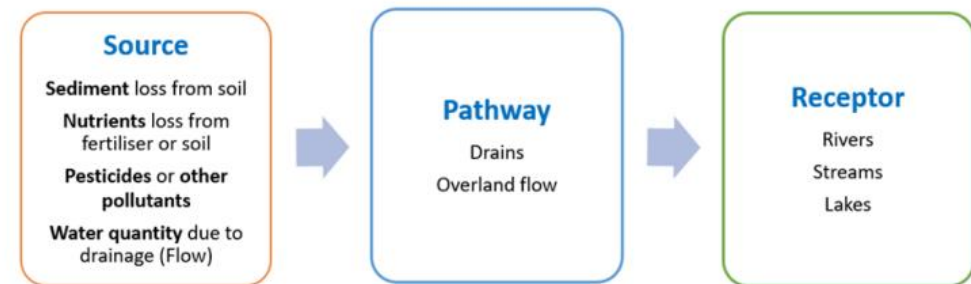 Source
Sediment loss from soil
Nutrients loss from
fertiliser or soil
Pesticides or other
pollutants
Water quantity due to
drainage (Flow)
Pathway
Drains
Overland flow
Receptor
Rivers
Streams
Lakes